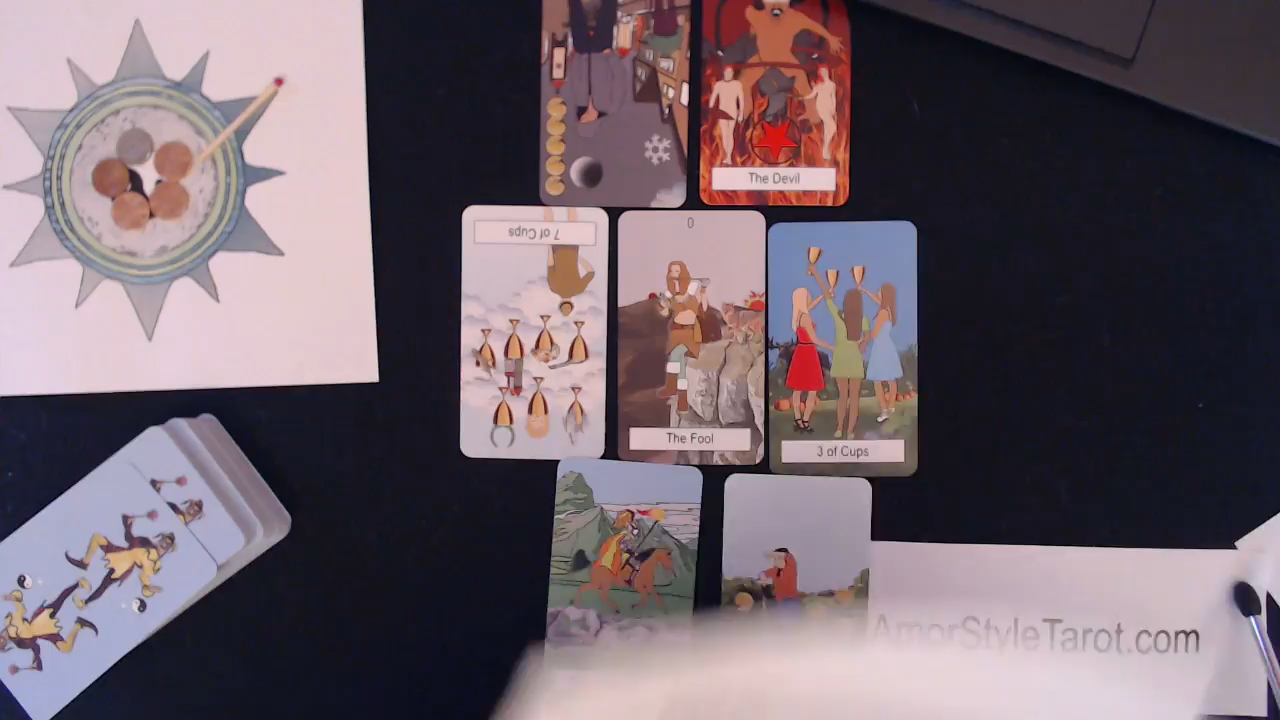 The Devil
7 of Cups
0
The Fool
3 of Cups
AmorStyleTarot.com